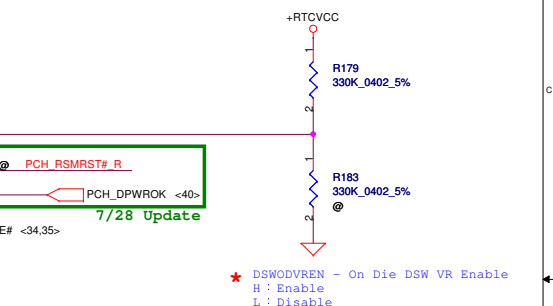 +RTCVCC
1
R179
330K_0402_5%
2
C
@ PCH_RSMRST#_R
1
R183
330K_0402_5%
@
2
PCH_DPWROK <40>
7/28 Update
E# <34,35>
* DSWODVREN - On Die DSW VR Enable
H : Enable
L : Disable